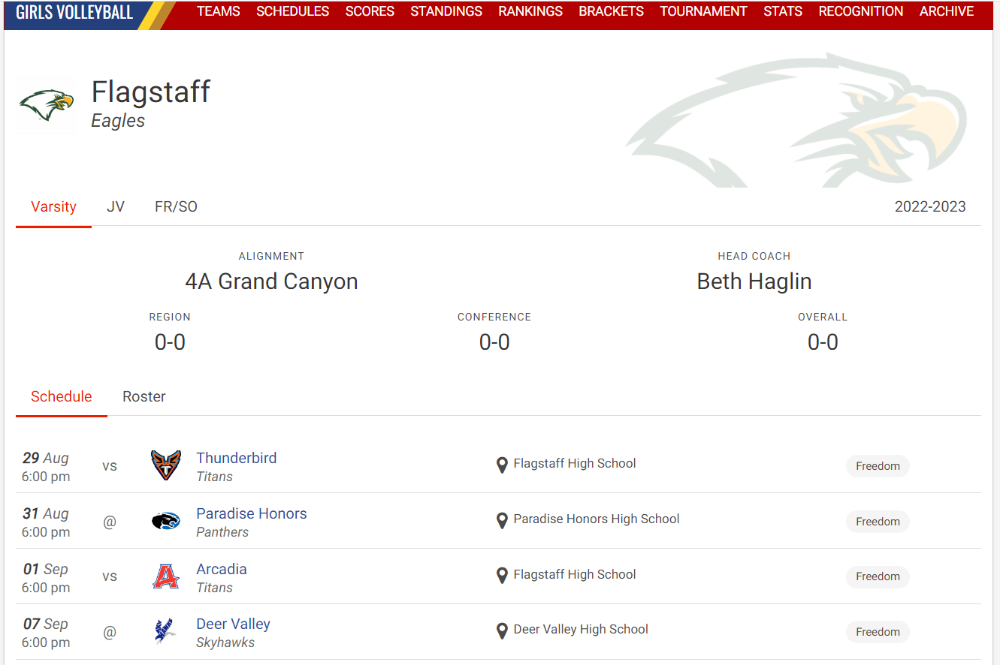 GIRLS VOLLEYBALL TEAMS SCHEDULES SCORES STANDINGS RANKINGS BRACKETS TOURNAMENT STATS RECOGNITION ARCHIVE
Flagstaff
Eagles
Varsity JV FR/SO 2022-2023
ALIGNMENT HEAD COACH
4A Grand Canyon Beth Haglin
REGION CONFERENCE OVERALL
0-0 0-0 0-0
Schedule Roster
29 Aug vs Thunderbird Flagstaff High School Freedom
6:00 pm Titans
31 Aug @ Paradise Honors Paradise Honors High School Freedom
6:00 pm Panthers
01 Sep vs Arcadia Flagstaff High School Freedom
6:00 pm Titans
07 Sep @ Deer Valley Deer Valley High School Freedom
6:00 pm Skyhawks